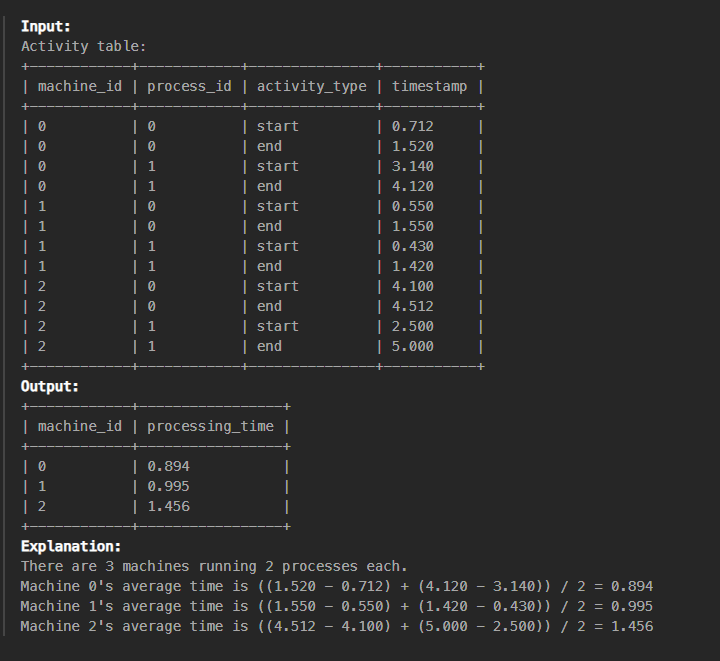 Input:
Activity table:
+------------+------------+---------------+-----------+
| machine_id | process_id | activity_type | timestamp |
+------------+------------+---------------+-----------+
| 0          | 0          | start         | 0.712     |
| 0          | 0          | end           | 1.520     |
| 0          | 1          | start         | 3.140     |
| 0          | 1          | end           | 4.120     |
| 1          | 0          | start         | 0.550     |
| 1          | 0          | end           | 1.550     |
| 1          | 1          | start         | 0.430     |
| 1          | 1          | end           | 1.420     |
| 2          | 0          | start         | 4.100     |
| 2          | 0          | end           | 4.512     |
| 2          | 1          | start         | 2.500     |
| 2          | 1          | end           | 5.000     |
+------------+------------+---------------+-----------+
Output:
+------------+-----------------+
| machine_id | processing_time |
+------------+-----------------+
| 0          | 0.894           |
| 1          | 0.995           |
| 2          | 1.456           |
+------------+-----------------+
Explanation:
There are 3 machines running 2 processes each.
Machine 0's average time is ((1.520 - 0.712) + (4.120 - 3.140)) / 2 = 0.894
Machine 1's average time is ((1.550 - 0.550) + (1.420 - 0.430)) / 2 = 0.995
Machine 2's average time is ((4.512 - 4.100) + (5.000 - 2.500)) / 2 = 1.456